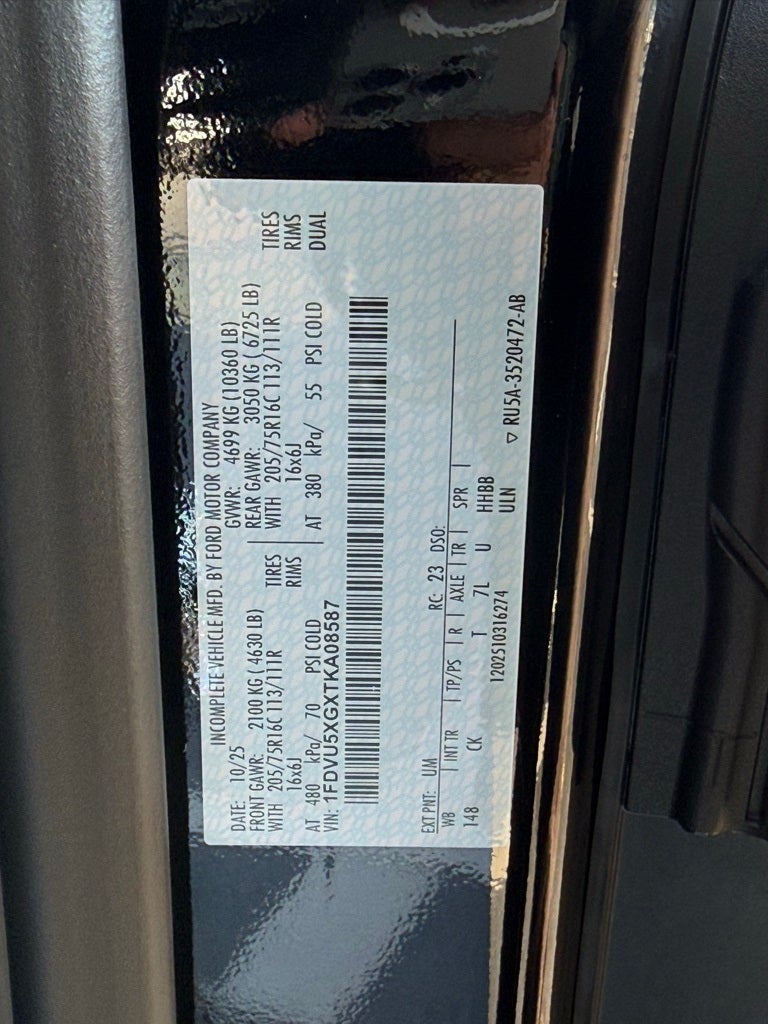 INCOMPLETE VEHICLE MFD. BY FORD MOTOR COMPANY
DATE: 10/25 GVWR: 4699 KG (10360 LB)
FRONT GAWR: 2100 KG ( 4630 LB) REAR GAWR: 3050 KG ( 6725 LB)
WITH 205/75R16C 113/111R TIRES WITH 205/75R16C 113/111R TIRES
16x6J RIMS 16x6J RIMS
AT 480 kPa/ 70 PSI COLD AT 380 kPa/ 55 PSI COLD DUAL
VIN: 1FDVU5XGXTKA08587
EXT PNT: UM RC: 23 DSO:
WB INT TR TP/PS R AXLE TR SPR
148 CK T 7L U HHBB
1202510316274 ULN
▽ RU5A-3520472-AB